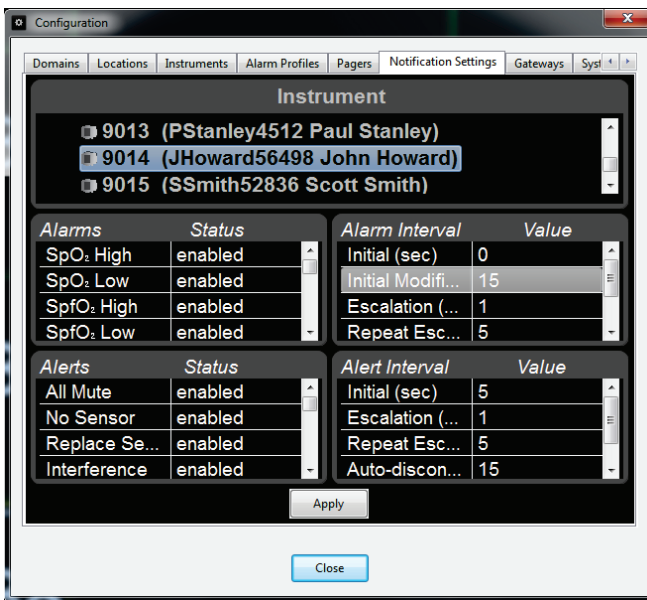 Configuration
Domains Locations Instruments Alarm Profiles Pagers Notification Settings Gateways Syst
Instrument
9013 (PStanley4512 Paul Stanley)
9014 (JHoward56498 John Howard)
9015 (SSmith52836 Scott Smith)
Alarms Status
SpO₂ High enabled
SpO₂ Low enabled
SpfO₂ High enabled
SpfO₂ Low enabled
Alarm Interval Value
Initial (sec) 0
Initial Modifi... 15
Escalation (... 1
Repeat Esc... 5
Alerts Status
All Mute enabled
No Sensor enabled
Replace Se... enabled
Interference enabled
Alert Interval Value
Initial (sec) 5
Escalation (... 1
Repeat Esc... 5
Auto-discon... 15
Apply
Close